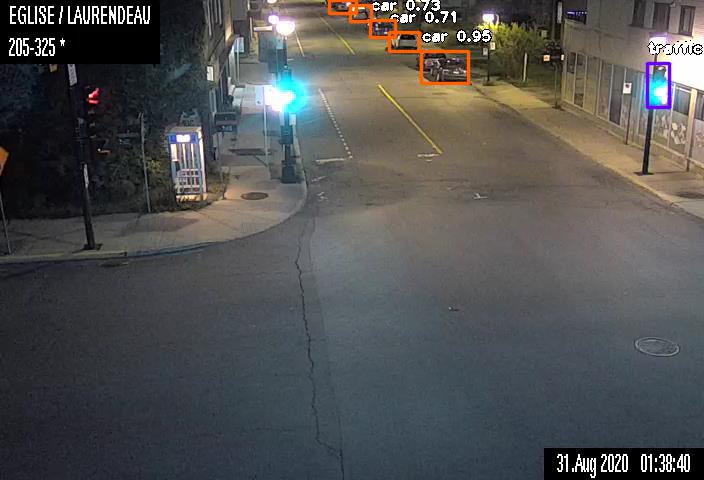 EGLISE / LAURENDEAU
205-325 *
car 0.73
car 0.71
car 0.95
traffic
31.Aug 2020 01:38:40